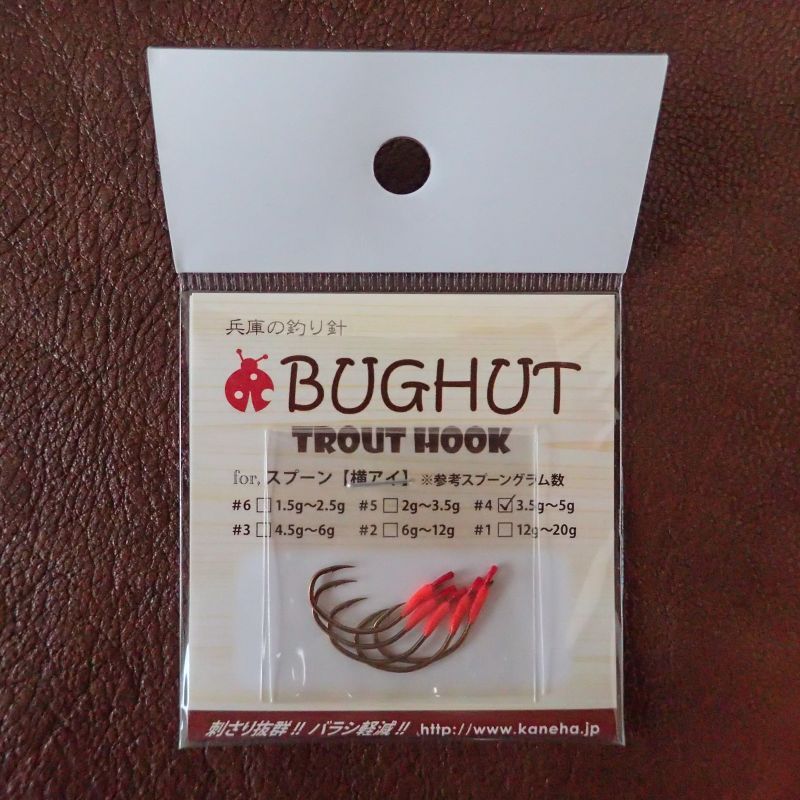 兵庫の釣り針
BUGHUT
TROUT HOOK
for, スプーン【横アイ】 ※参考スプーングラム数
#6 1.5g〜2.5g #5 2g〜3.5g #4 3.5g〜5g
#3 4.5g〜6g #2 6g〜12g #1 12g〜20g
刺さり抜群!! バラシ軽減!! http://www.kaneha.jp